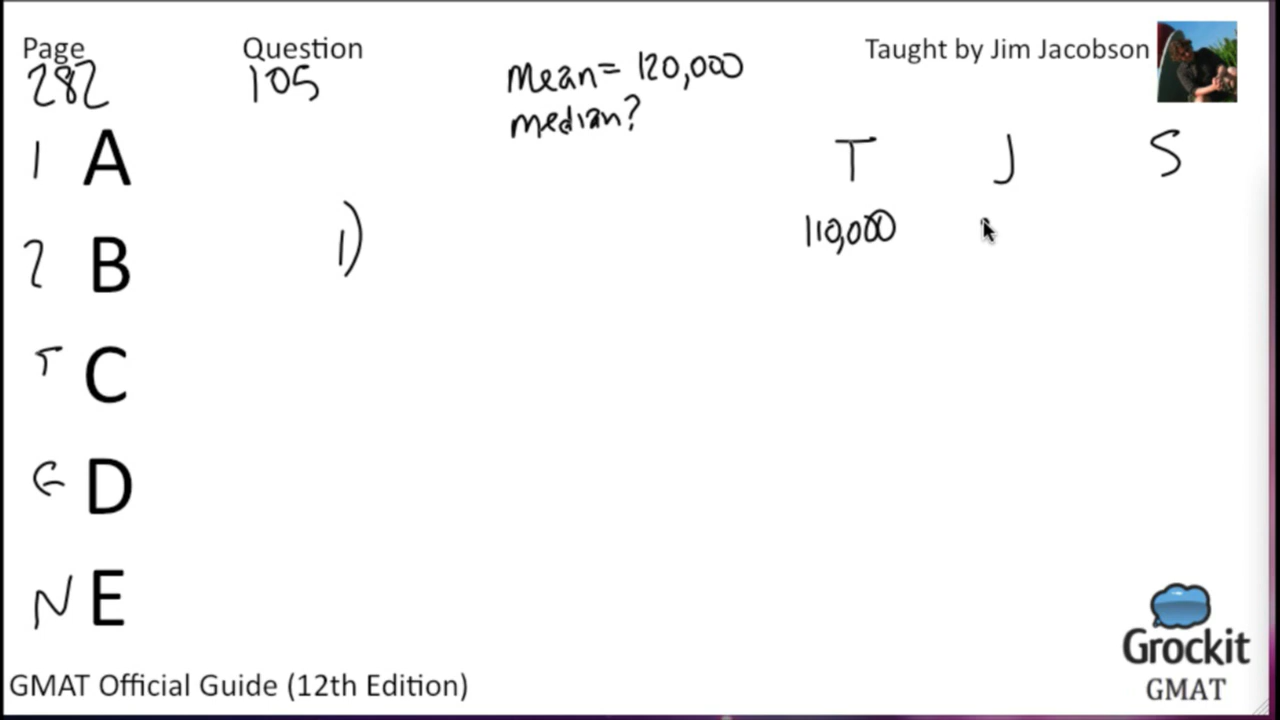 Page
Question
Taught by Jim Jacobson
282
105
Mean = 120,000
median?
1 A
T J S
2 B
1)
110,000
T C
E D
N E
Grockit
GMAT
GMAT Official Guide (12th Edition)